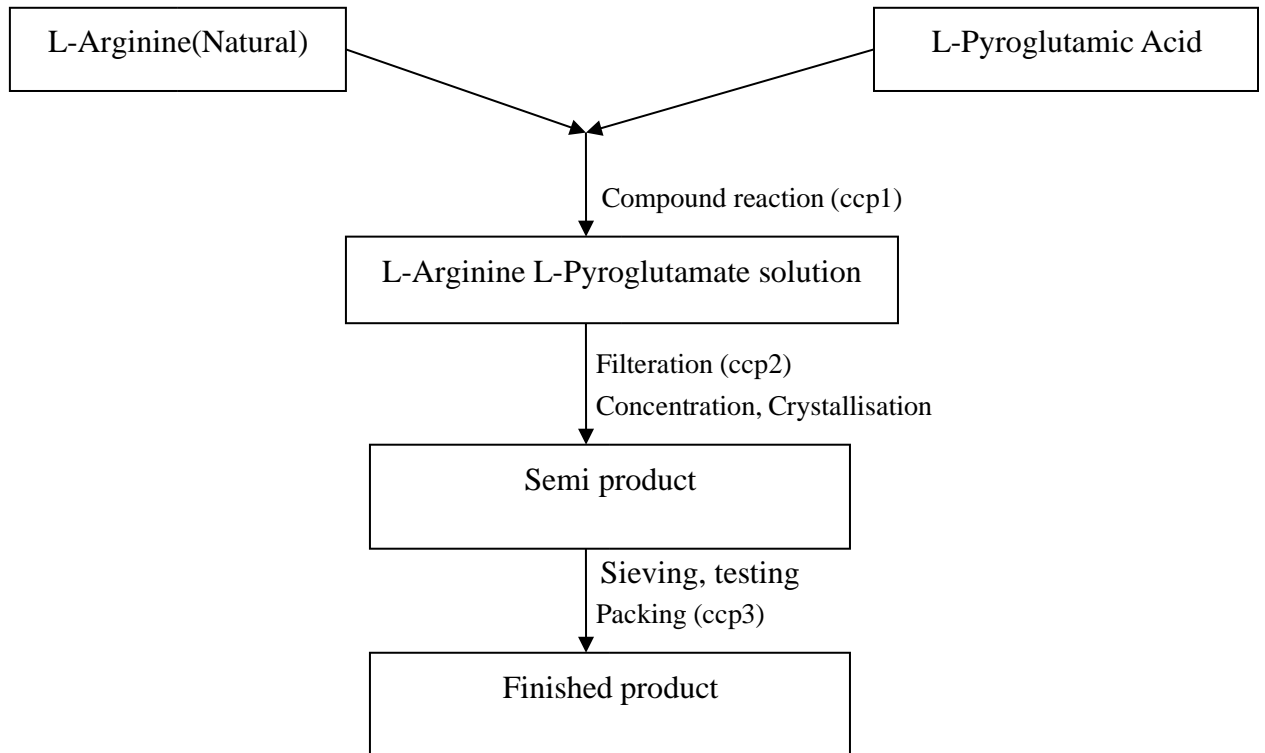 L-Arginine(Natural)
L-Pyroglutamic Acid
Compound reaction (ccp1)
L-Arginine L-Pyroglutamate solution
Filteration (ccp2)
Concentration, Crystallisation
Semi product
Sieving, testing
Packing (ccp3)
Finished product